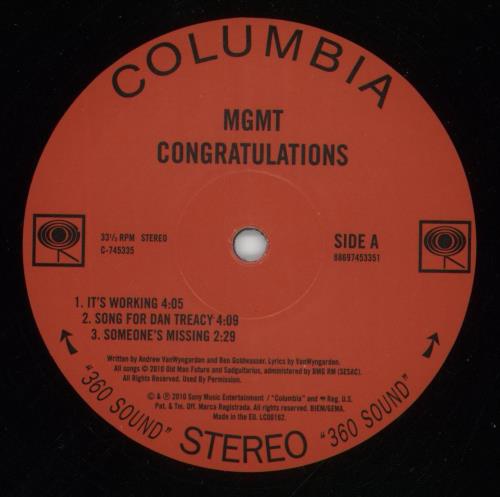 COLUMBIA
MGMT
CONGRATULATIONS
33⅓ RPM STEREO
C-745335
SIDE A
88697453351
1. IT'S WORKING 4:05
2. SONG FOR DAN TREACY 4:09
3. SOMEONE'S MISSING 2:29
Written by Andrew VanWyngarden and Ben Goldwasser. Lyrics by VanWyngarden.
All songs © 2010 Old Man Future and Sadguitarius, administered by BMG RM (SESAC).
All Rights Reserved. Used By Permission.
© & ℗ 2010 Sony Music Entertainment / "Columbia" and Reg. U.S.
Pat. & Tm. Off. Marca Registrada. All rights reserved. BIEM/GEMA.
Made in the EU. LC00162.
"360 SOUND" STEREO "360 SOUND"